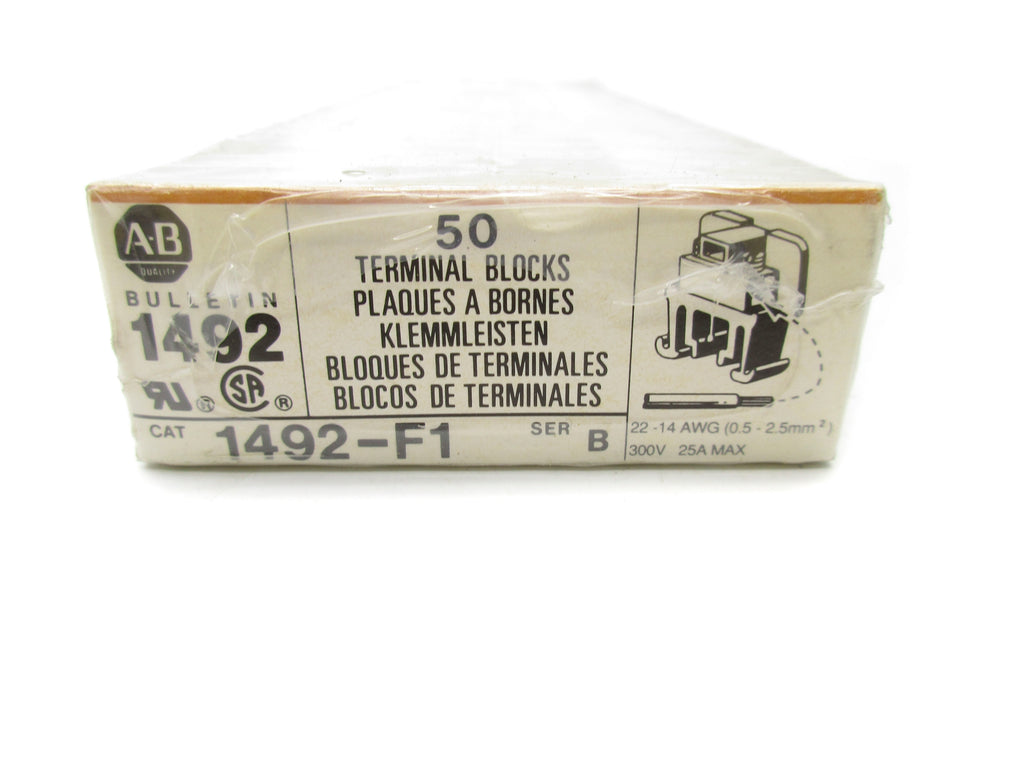 A·B
QUALITY
BULLETIN
1492
®
50
TERMINAL BLOCKS
PLAQUES A BORNES
KLEMMLEISTEN
BLOQUES DE TERMINALES
BLOCOS DE TERMINALES
CAT 1492-F1 SER B
22-14 AWG (0.5 - 2.5mm²)
300V 25A MAX